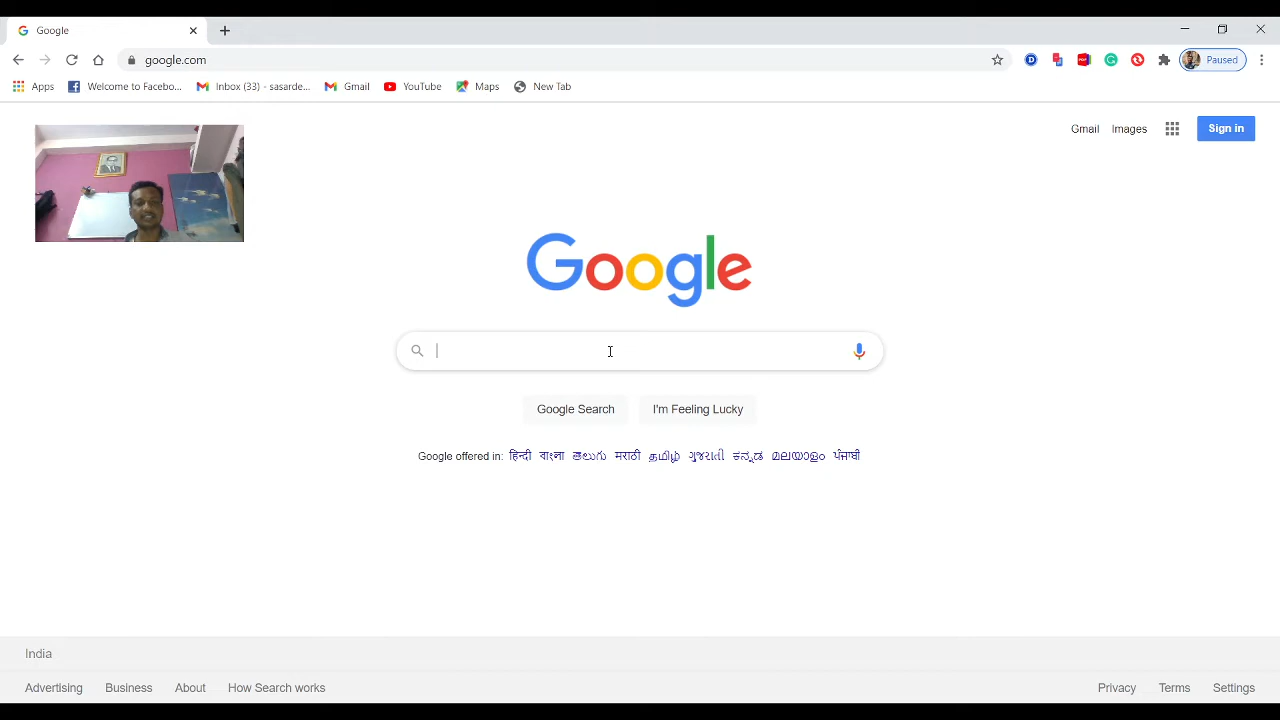 Google
google.com
Paused
Apps Welcome to Facebo... Inbox (33) - sasarde... Gmail YouTube Maps New Tab
Gmail Images Sign in
Google
Google Search I'm Feeling Lucky
Google offered in: हिन्दी বাংলা తెలుగు मराठी தமிழ் ગુજરાતી ಕನ್ನಡ മലയാളം ਪੰਜਾਬੀ
India
Advertising Business About How Search works Privacy Terms Settings